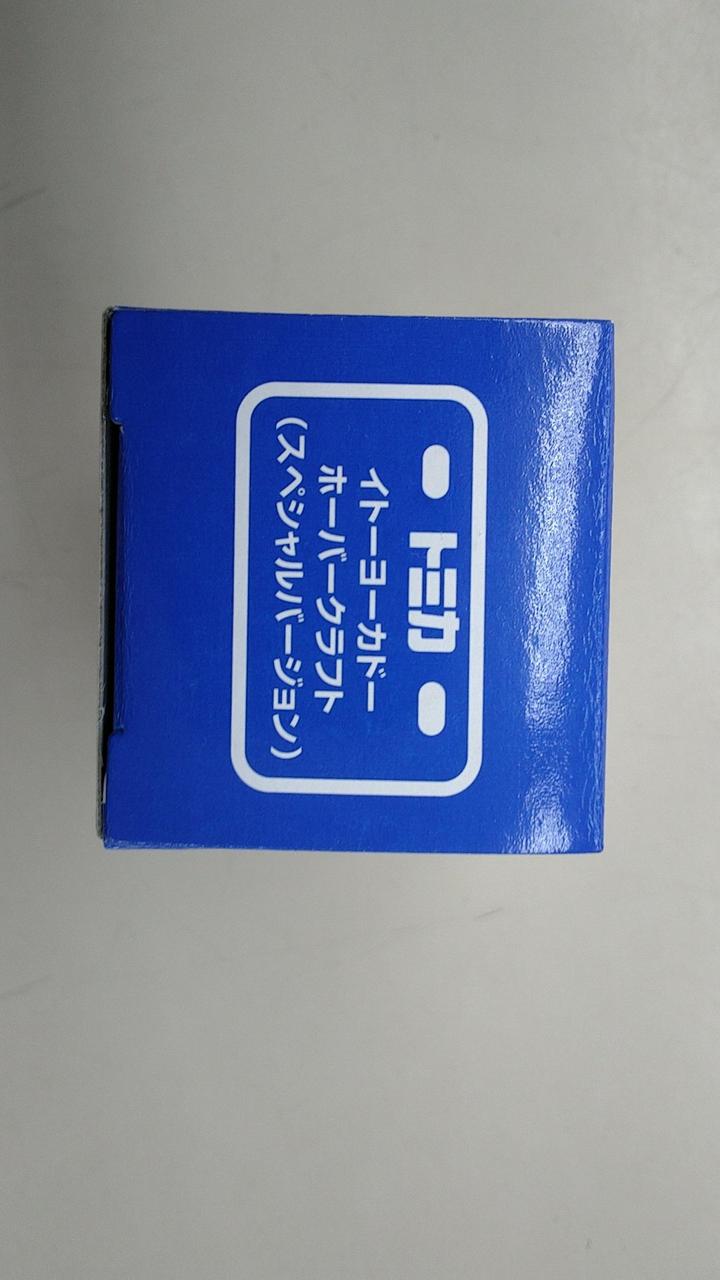 トミカ
イトーヨーカドー
ホーバークラフト
(スペシャルバージョン)